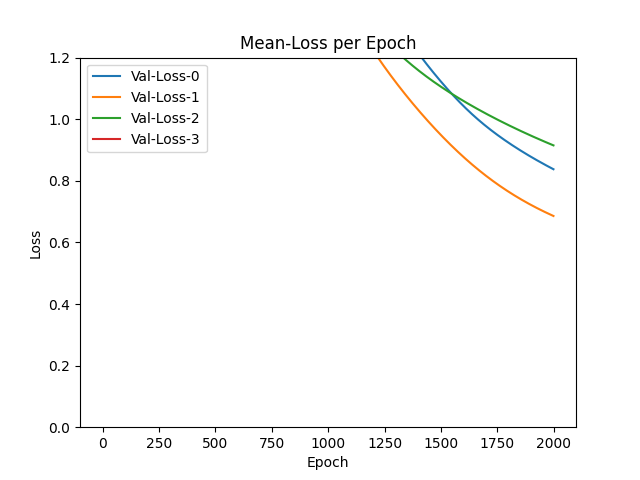 Mean-Loss per Epoch
Val-Loss-0
Val-Loss-1
Val-Loss-2
Val-Loss-3
1.2
1.0
0.8
0.6
0.4
0.2
0.0
Loss
0 250 500 750 1000 1250 1500 1750 2000
Epoch